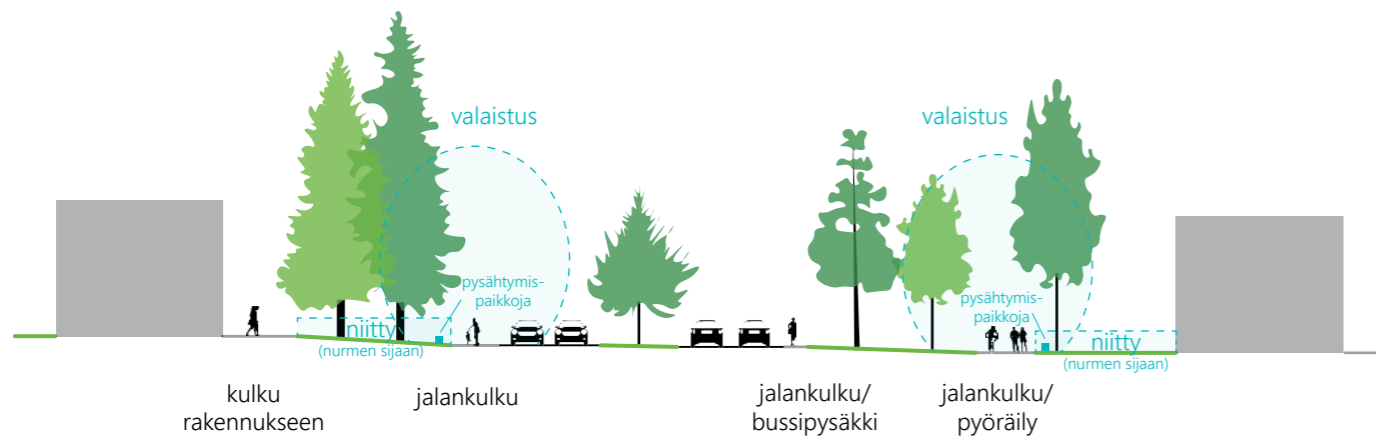 valaistus
valaistus
pysähtymis-
paikkoja
pysähtymis-
paikkoja
niitty
(nurmen sijaan)
niitty
(nurmen sijaan)
kulku
rakennukseen
jalankulku
jalankulku/
bussipysäkki
jalankulku/
pyöräily